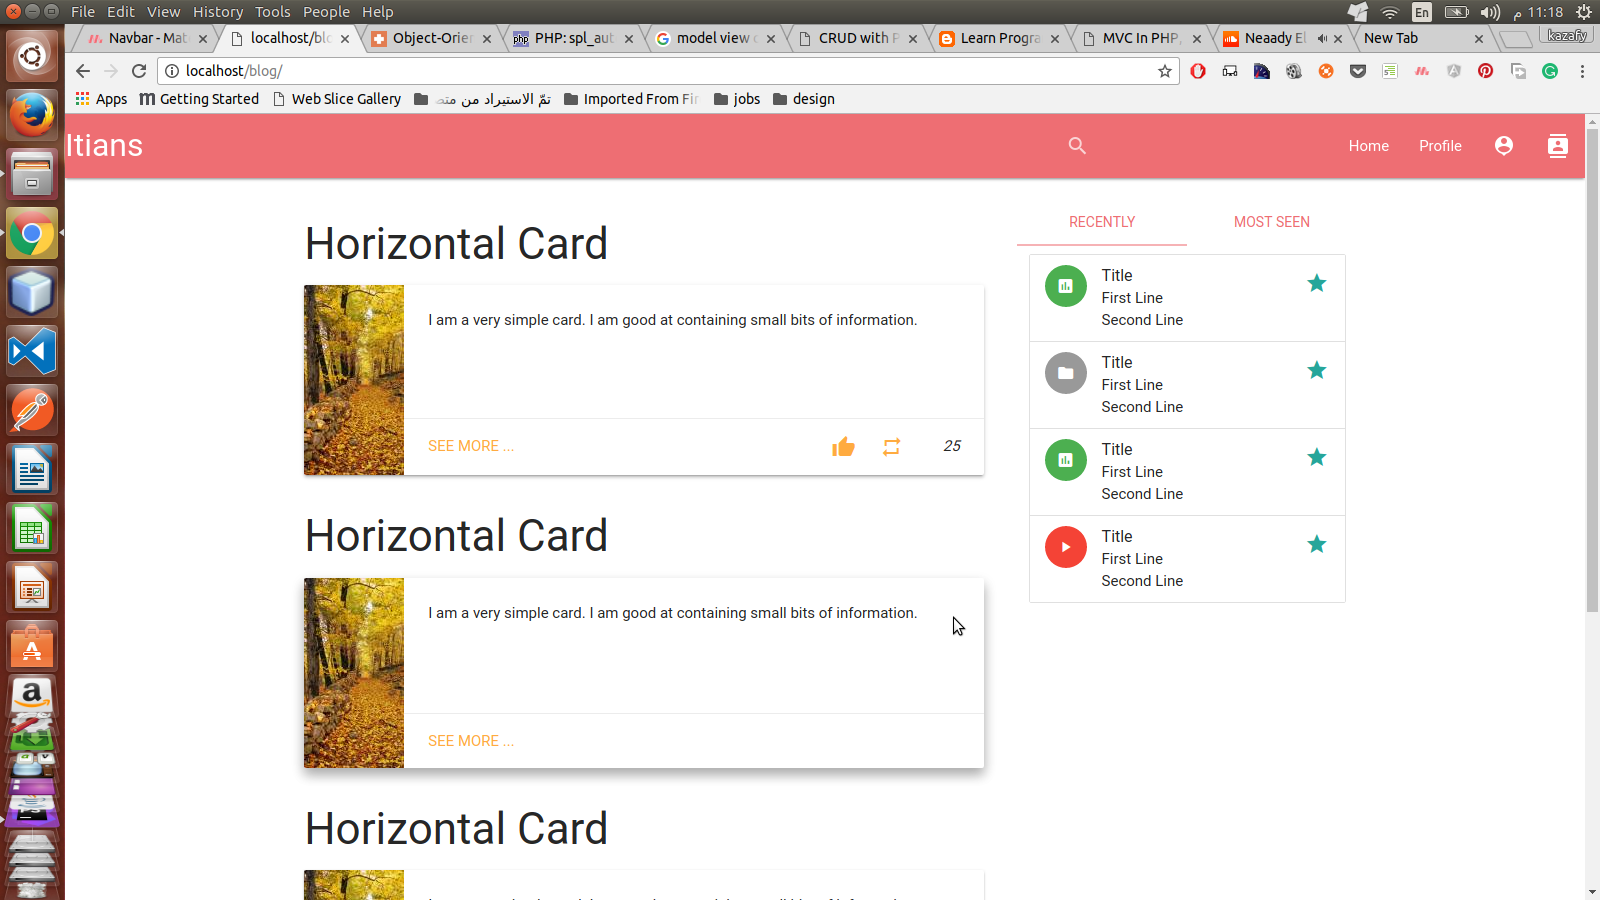 File Edit View History Tools People Help
En م 11:18
Navbar - Mat
localhost/blo
Object-Orie
PHP: spl_aut
model view
CRUD with P
Learn Progra
MVC In PHP,
Neaady El
New Tab
kazafy
localhost/blog/
Apps Getting Started Web Slice Gallery تمّ الاستيراد من Imported From Fir jobs design
Itians Home Profile
RECENTLY MOST SEEN
Horizontal Card
I am a very simple card. I am good at containing small bits of information.
SEE MORE ... 25
Horizontal Card
I am a very simple card. I am good at containing small bits of information.
SEE MORE ...
Horizontal Card
Title
First Line
Second Line
Title
First Line
Second Line
Title
First Line
Second Line
Title
First Line
Second Line